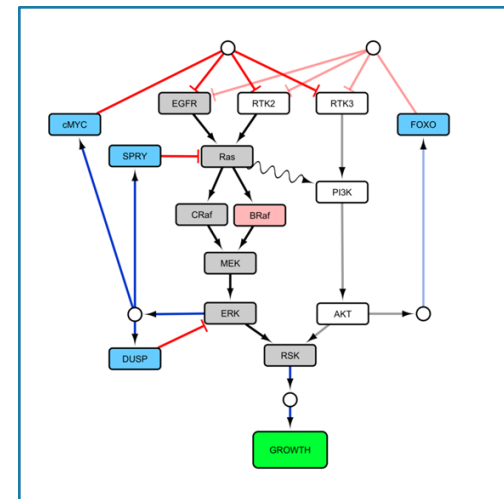 EGFR
RTK2
RTK3
cMYC
FOXO
SPRY
Ras
PI3K
CRaf
BRaf
MEK
ERK
AKT
DUSP
RSK
GROWTH